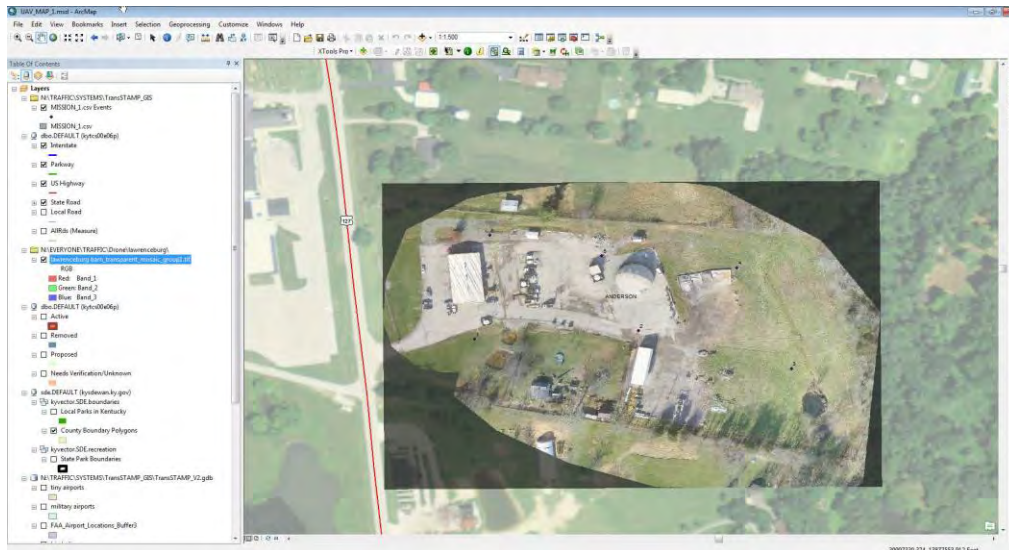 UAV_MAP_1.mxd - ArcMap
File Edit View Bookmarks Insert Selection Geoprocessing Customize Windows Help
1:1,500
XTools Pro
Table Of Contents
Layers
N:\TRAFFIC\SYSTEMS\TransSTAMP_GIS
MISSION_1.csv Events
MISSION_1.csv
dbo.DEFAULT (kytcs00e06p)
Interstate
Parkway
US Highway
State Road
Local Road
AllRds (Measure)
N:\EVERYONE\TRAFFIC\Drone\lawrenceburg\
lawrenceburg barn_transparent_mosaic_group1.tif
RGB
Red: Band_1
Green: Band_2
Blue: Band_3
dbo.DEFAULT (kytcs00e06p)
Active
Removed
Proposed
Needs Verification/Unknown
sde.DEFAULT (kysdewan.ky.gov)
kyvector.SDE.boundaries
Local Parks in Kentucky
County Boundary Polygons
kyvector.SDE.recreation
State Park Boundaries
N:\TRAFFIC\SYSTEMS\TransSTAMP_GIS\TransSTAMP_V2.gdb
tiny airports
military airports
FAA_Airport_Locations_Buffer3
127
ANDERSON